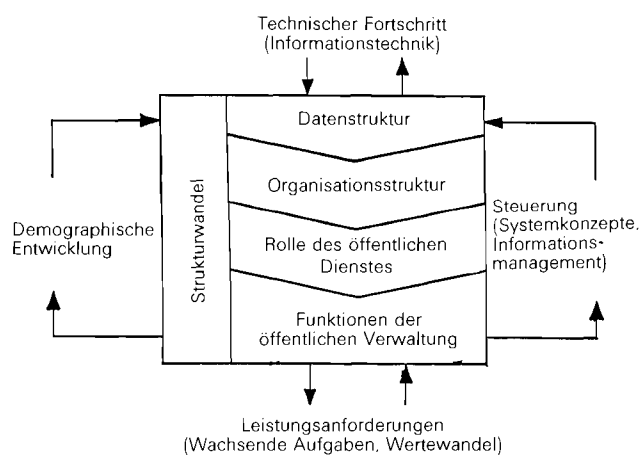 Technischer Fortschritt
(Informationstechnik)
Strukturwandel
Datenstruktur
Organisationsstruktur
Rolle des öffentlichen
Dienstes
Funktionen der
öffentlichen Verwaltung
Demographische
Entwicklung
Steuerung
(Systemkonzepte,
Informations-
management)
Leistungsanforderungen
(Wachsende Aufgaben, Wertewandel)